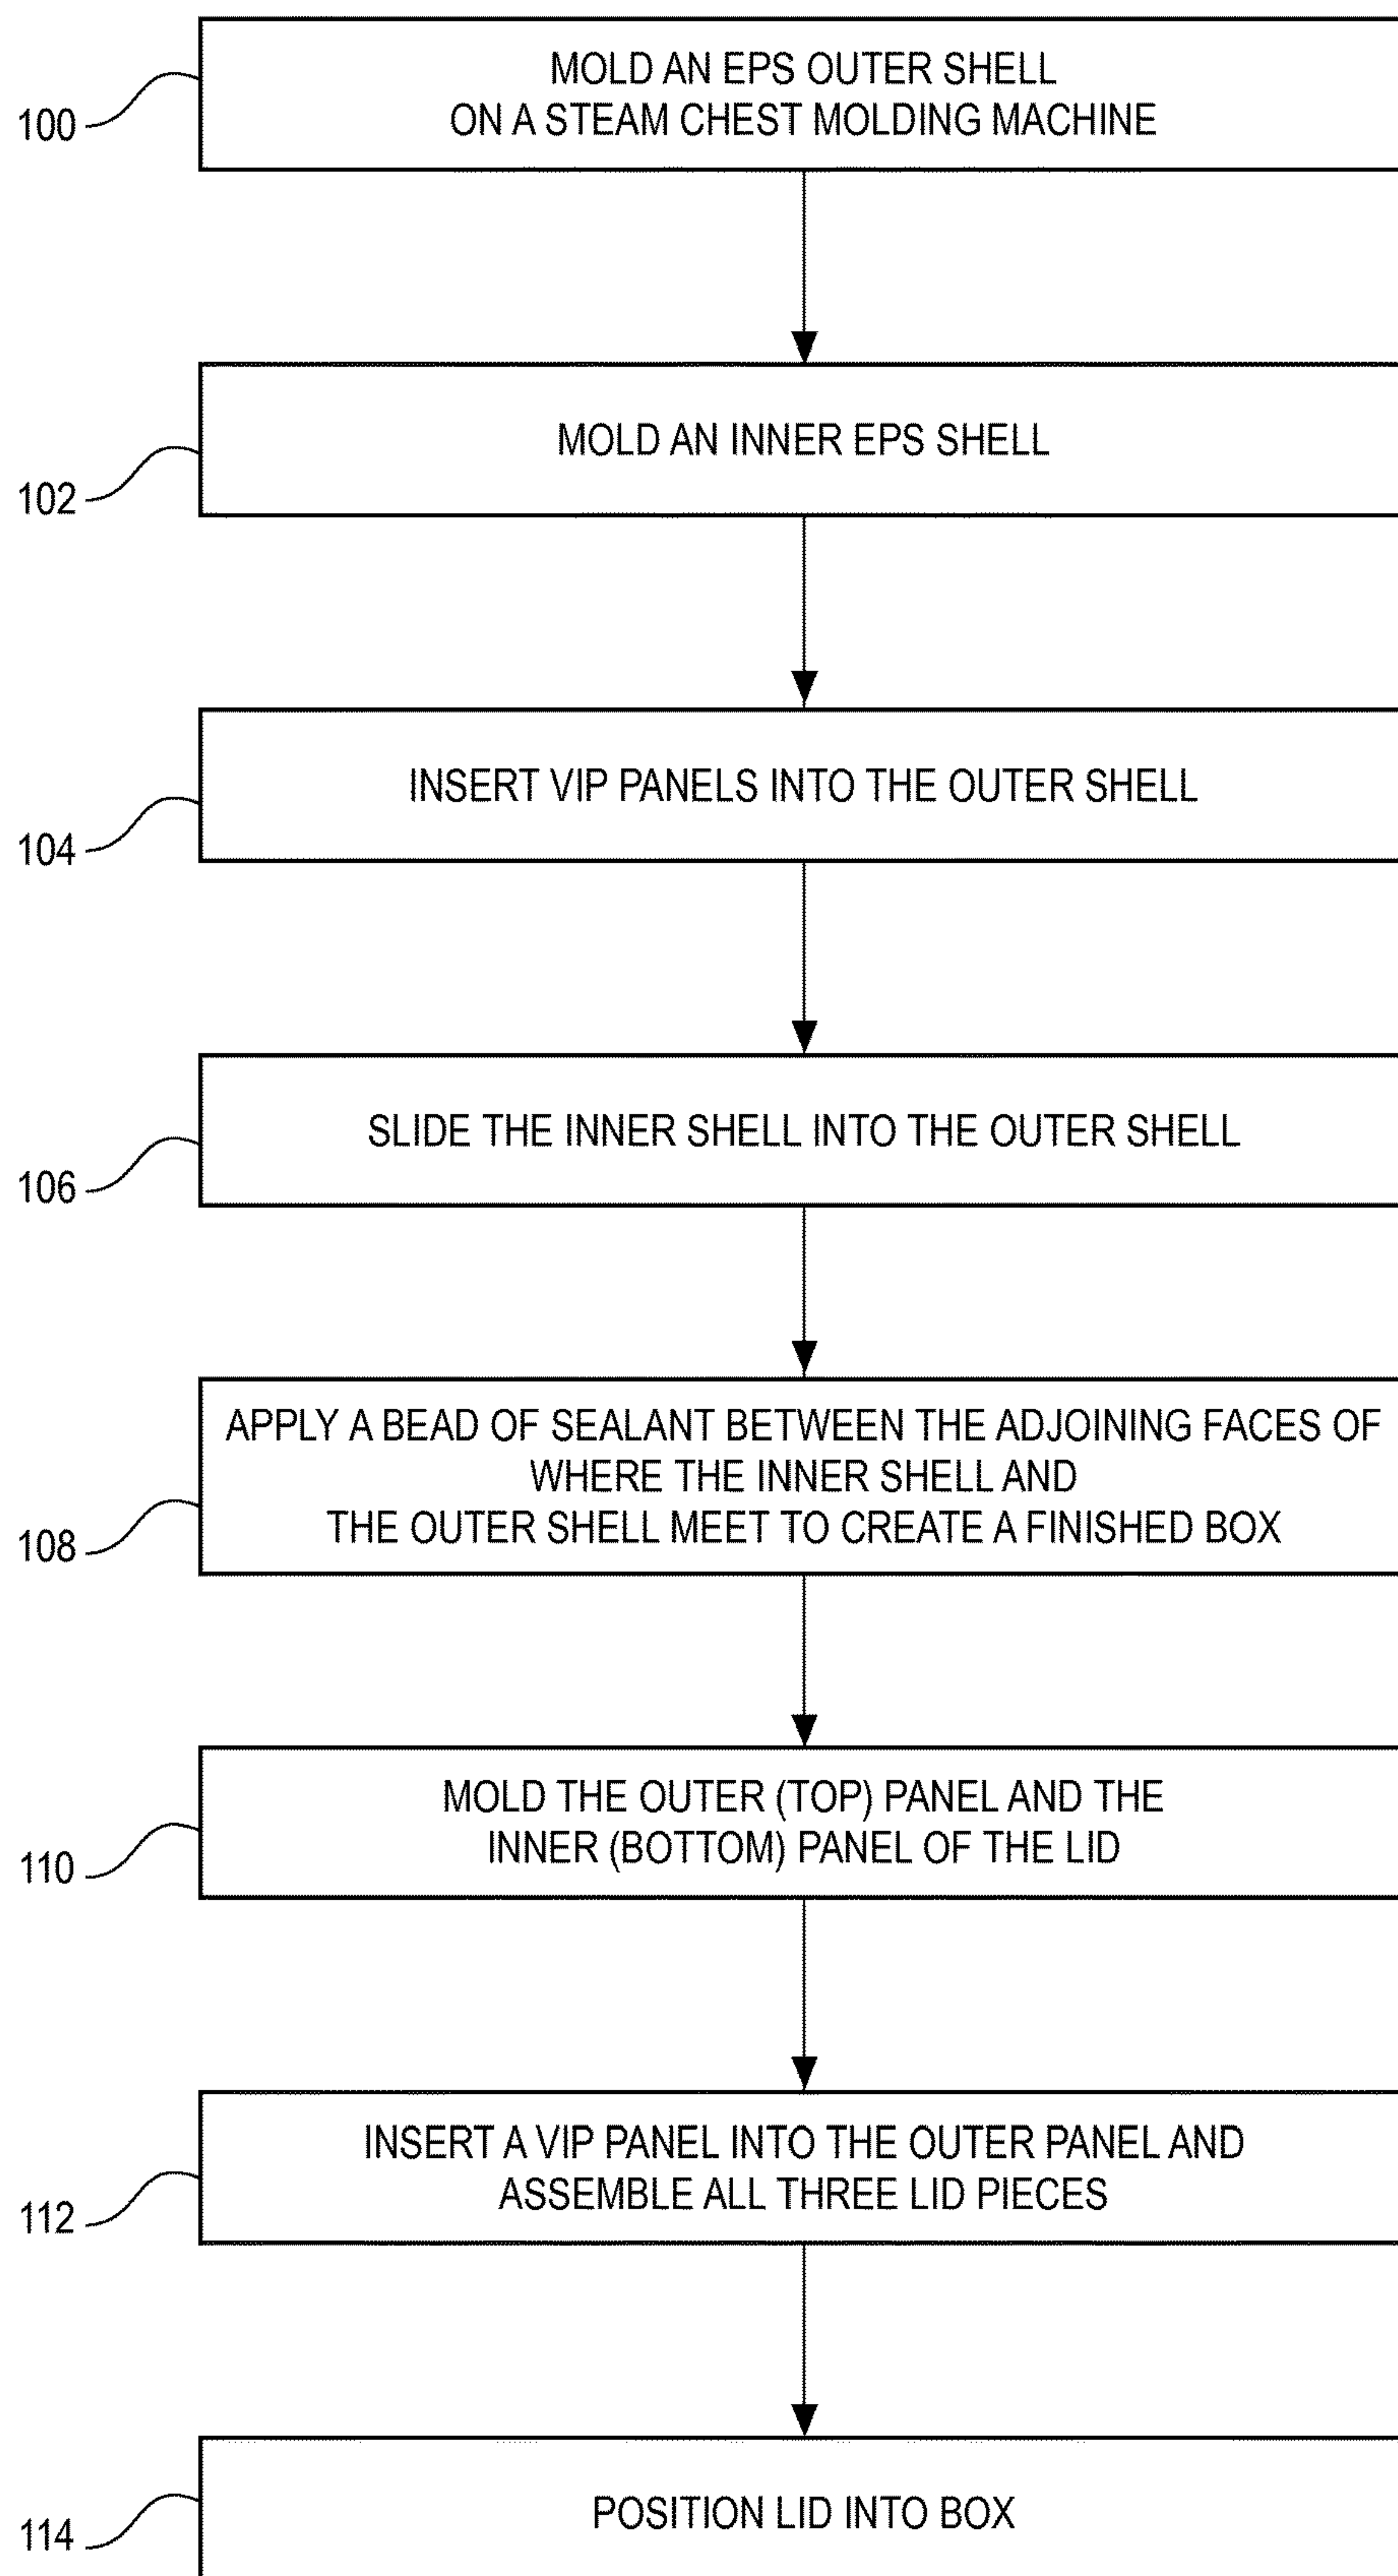 MOLD AN EPS OUTER SHELL
ON A STEAM CHEST MOLDING MACHINE
100
MOLD AN INNER EPS SHELL
102
INSERT VIP PANELS INTO THE OUTER SHELL
104
SLIDE THE INNER SHELL INTO THE OUTER SHELL
106
APPLY A BEAD OF SEALANT BETWEEN THE ADJOINING FACES OF
WHERE THE INNER SHELL AND
THE OUTER SHELL MEET TO CREATE A FINISHED BOX
108
MOLD THE OUTER (TOP) PANEL AND THE
INNER (BOTTOM) PANEL OF THE LID
110
INSERT A VIP PANEL INTO THE OUTER PANEL AND
ASSEMBLE ALL THREE LID PIECES
112
POSITION LID INTO BOX
114